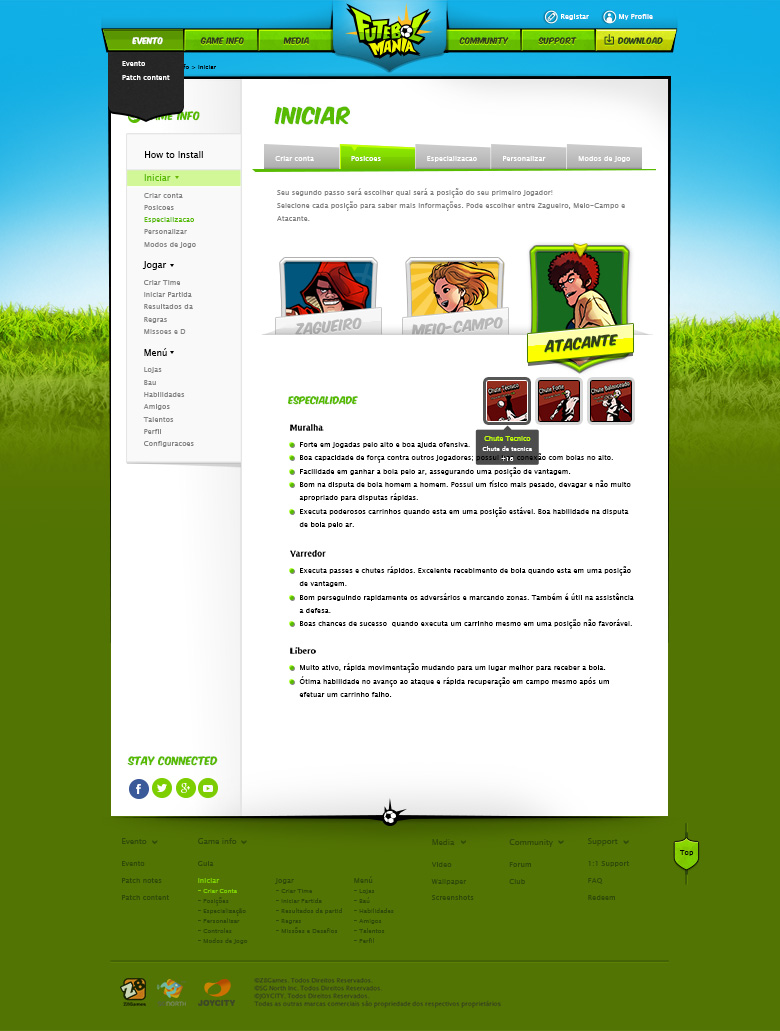 Registar
My Profile
EVENTO
GAME INFO
MEDIA
FUTEBOL
MANIA
COMMUNITY
SUPPORT
DOWNLOAD
Evento
Patch content
> Iniciar
INFO
How to Install
Iniciar
Criar conta
Posicoes
Especializacao
Personalizar
Modos de jogo
Jogar
Criar Time
Iniciar Partida
Resultados da
Regras
Missoes e D
Menú
Lojas
Bau
Habilidades
Amigos
Talentos
Perfil
Configuracoes
STAY CONNECTED
INICIAR
Criar conta
Posicoes
Especializacao
Personalizar
Modos de jogo
Seu segundo passo será escolher qual será a posição do seu primeiro jogador!
Selecione cada posição para saber mais informações. Pode escolher entre Zagueiro, Meio-Campo e
Atacante.
ZAGUEIRO
MEIO-CAMPO
ATACANTE
Chute Tecnico
Chute Forte
Chute Balanceado
Chute Tecnico
Chute de tecnica
ESPECIALIDADE
Muralha
Forte em jogadas pelo alto e boa ajuda ofensiva.
Boa capacidade de força contra outros jogadores; possui conexão com bolas no alto.
Facilidade em ganhar a bola pelo ar, assegurando uma posição de vantagem.
Bom na disputa de bola homem a homem. Possui um físico mais pesado, devagar e não muito
apropriado para disputas rápidas.
Executa poderosos carrinhos quando esta em uma posição estável. Boa habilidade na disputa
de bola pelo ar.
Varredor
Executa passes e chutes rápidos. Excelente recebimento de bola quando esta em uma posição
de vantagem.
Bom perseguindo rapidamente os adversários e marcando zonas. Também é útil na assistência
a defesa.
Boas chances de sucesso quando executa um carrinho mesmo em uma posição não favorável.
Líbero
Muito ativo, rápida movimentação mudando para um lugar melhor para receber a bola.
Ótima habilidade no avanço ao ataque e rápida recuperação em campo mesmo após um
efetuar um carrinho falho.
Top
Evento
Evento
Patch notes
Patch content
Game info
Guia
Iniciar
- Criar Conta
- Posições
- Especialização
- Personalizar
- Controles
- Modos de jogo
Jogar
- Criar Time
- Iniciar Partida
- Resultados da partid
- Regras
- Missões e Desafios
Menú
- Lojas
- Baú
- Habilidades
- Amigos
- Talentos
- Perfil
Media
Video
Wallpaper
Screenshots
Community
Forum
Club
Support
1:1 Support
FAQ
Redeem
Z8Games
NORTH
JOYCITY
©Z8Games. Todos Direitos Reservados.
©SG North Inc. Todos Direitos Reservados.
©JOYCITY. Todos Direitos Reservados.
Todas as outras marcas comerciais são propriedade dos respectivos proprietários.